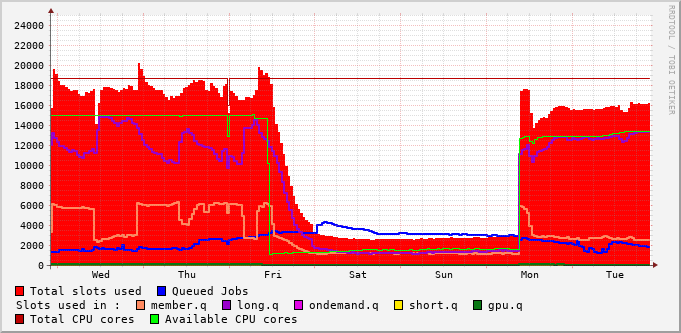 RRDTOOL / TOBI OETIKER
24000
22000
20000
18000
16000
14000
12000
10000
8000
6000
4000
2000
0
Wed Thu Fri Sat Sun Mon Tue
Total slots used Queued Jobs
Slots used in : member.q long.q ondemand.q short.q gpu.q
Total CPU cores Available CPU cores